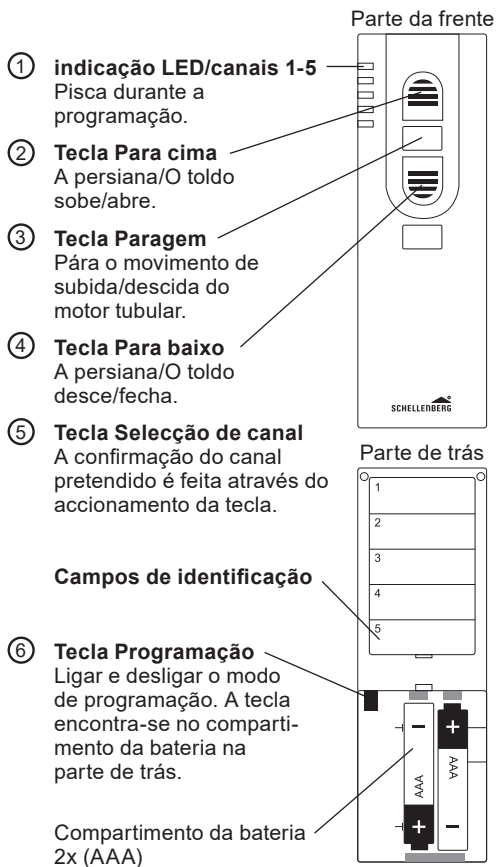 Parte da frente
① indicação LED/canais 1-5
Pisca durante a
programação.
② Tecla Para cima
A persiana/O toldo
sobe/abre.
③ Tecla Paragem
Pára o movimento de
subida/descida do
motor tubular.
④ Tecla Para baixo
A persiana/O toldo
desce/fecha.
SCHELLENBERG
⑤ Tecla Selecção de canal
A confirmação do canal
pretendido é feita através do
accionamento da tecla.
Parte de trás
1
2
3
4
5
Campos de identificação
⑥ Tecla Programação
Ligar e desligar o modo
de programação. A tecla
encontra-se no comparti-
mento da bateria na
parte de trás.
− +
AAA
AAA
+ −
Compartimento da bateria
2x (AAA)